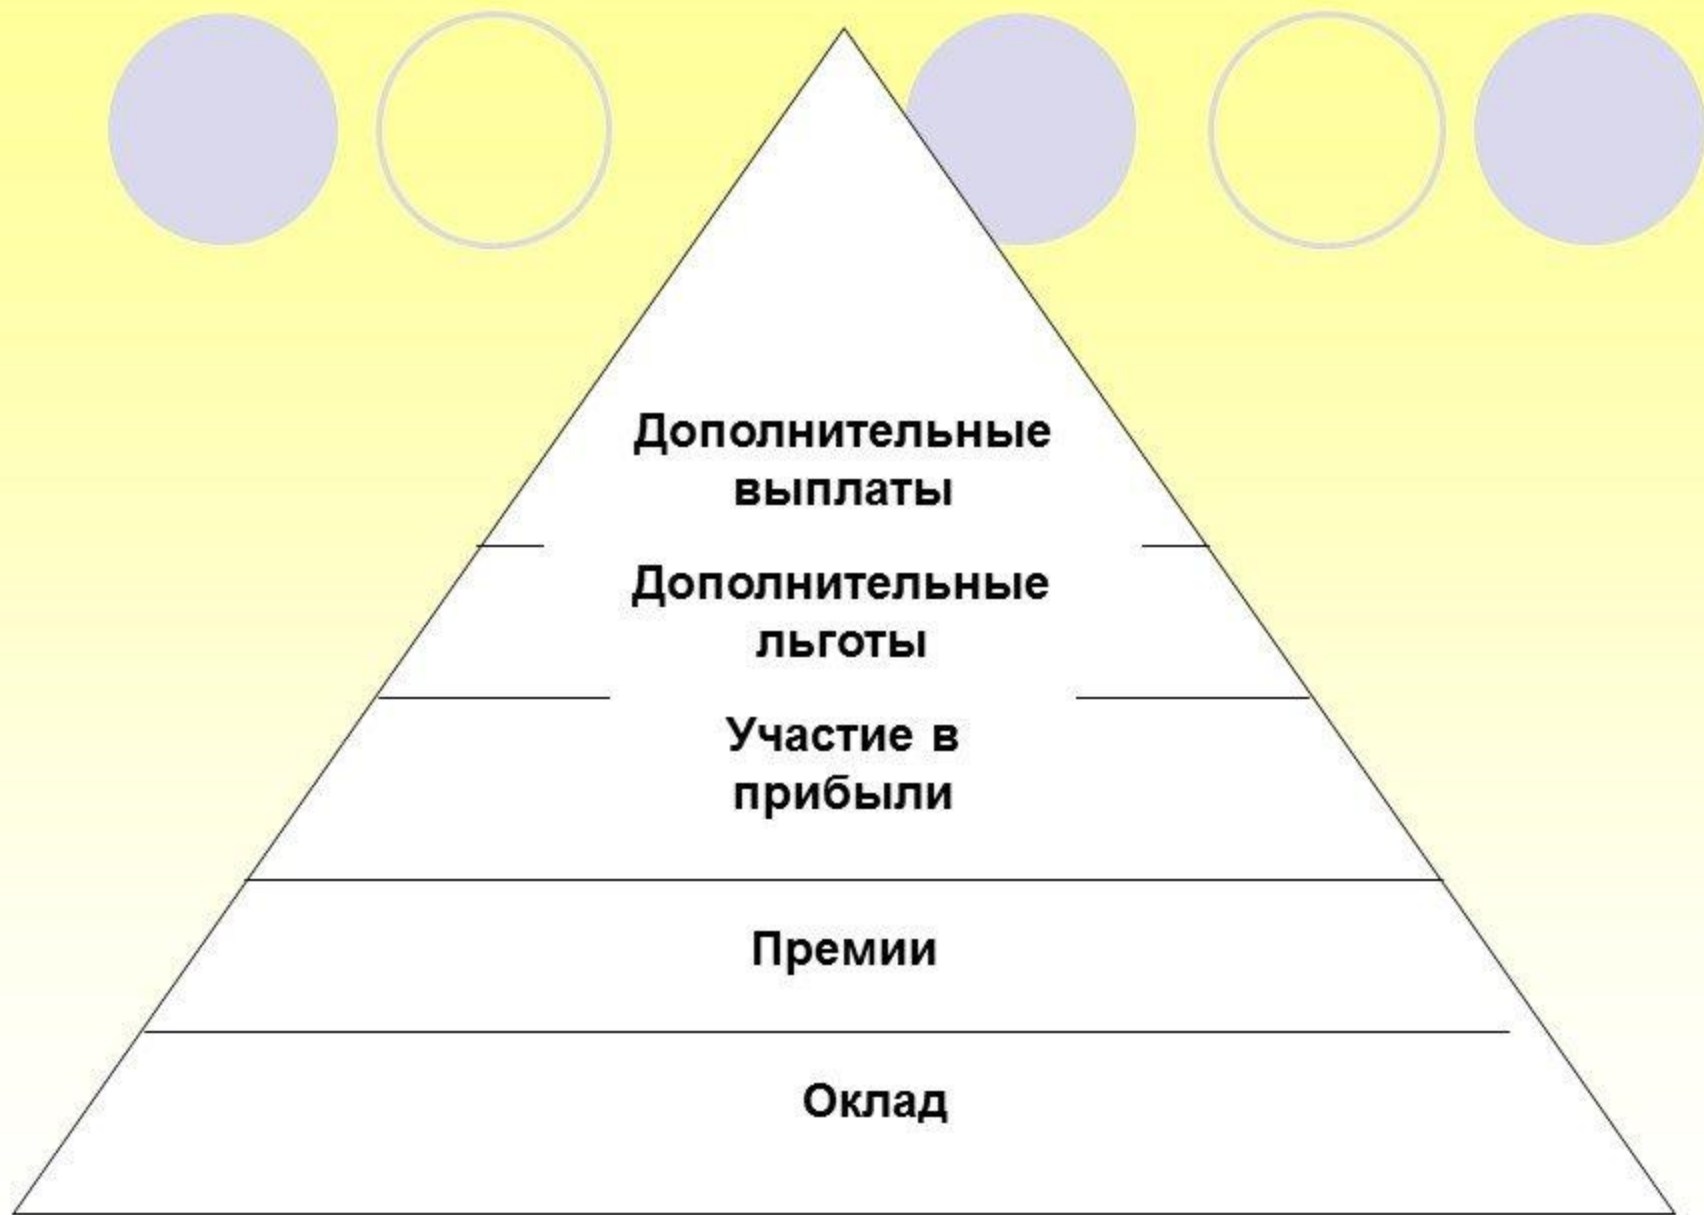 Дополнительные
выплаты
Дополнительные
льготы
Участие в
прибыли
Премии
Оклад